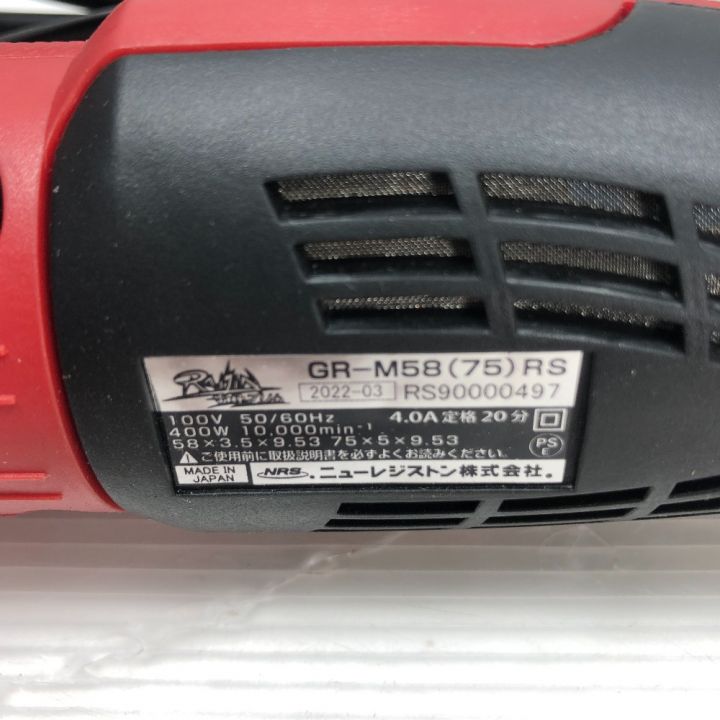 GR-M58(75)RS
2022-03 RS90000497
100V 50/60Hz 4.0A 定格20分
400W 10,000min-1
58×3.5×9.53 75×5×9.53
PSE
⚠ご使用前に取扱説明書を必ずよくお読みください。
MADE IN JAPAN
NRS. ニューレジストン株式会社.